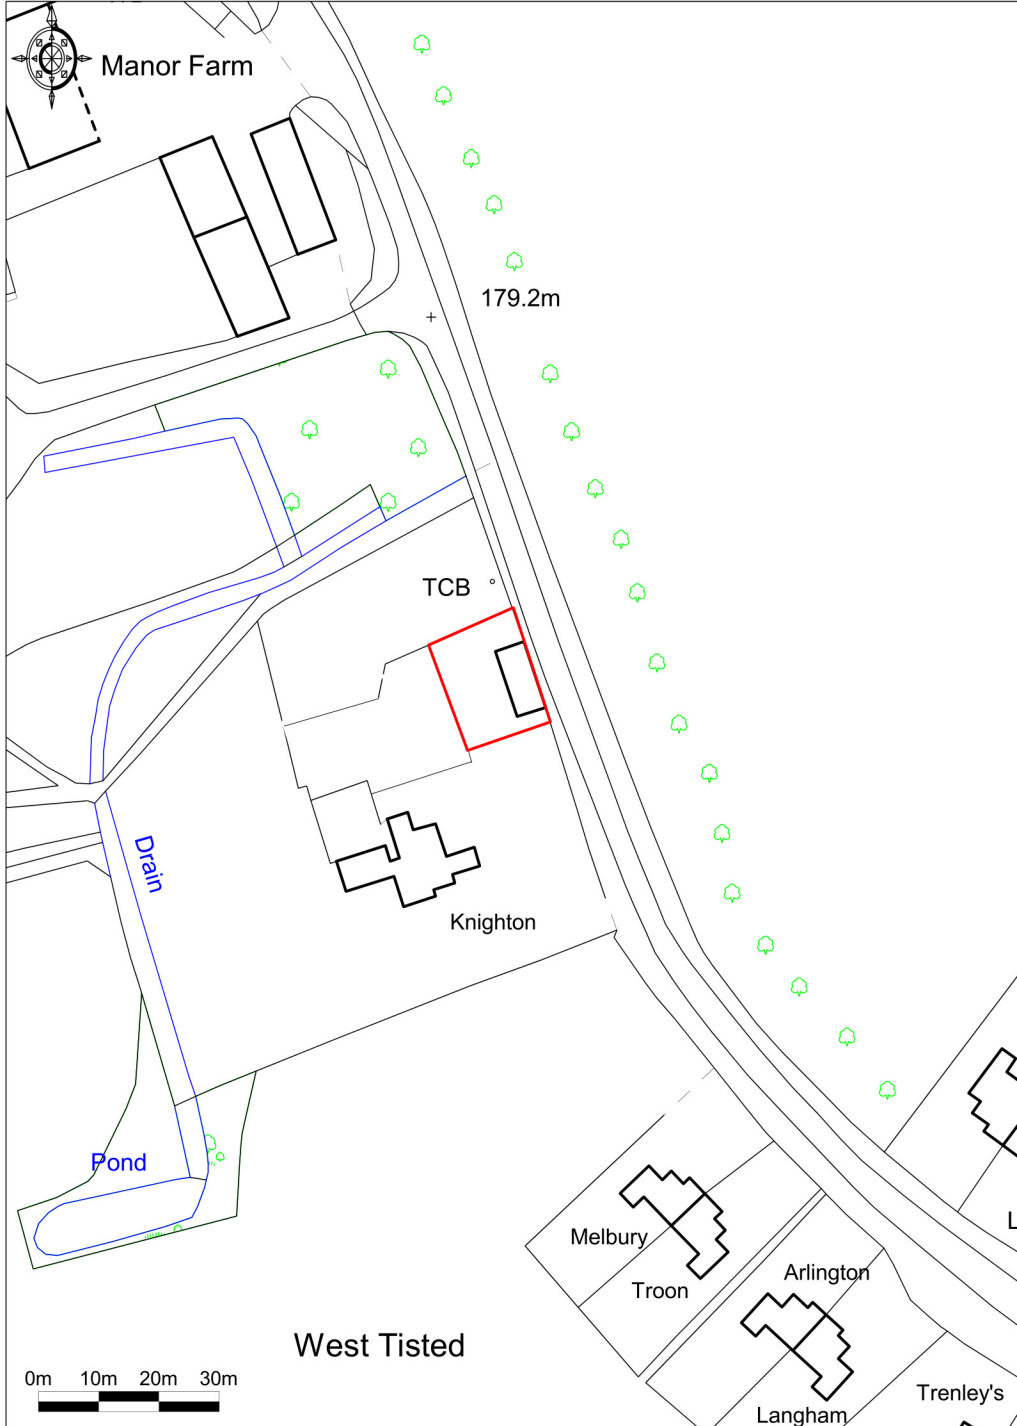 Manor Farm
179.2m
TCB
Drain
Knighton
Pond
Melbury
Troon
Arlington
West Tisted
0m 10m 20m 30m
Trenley's
Langham